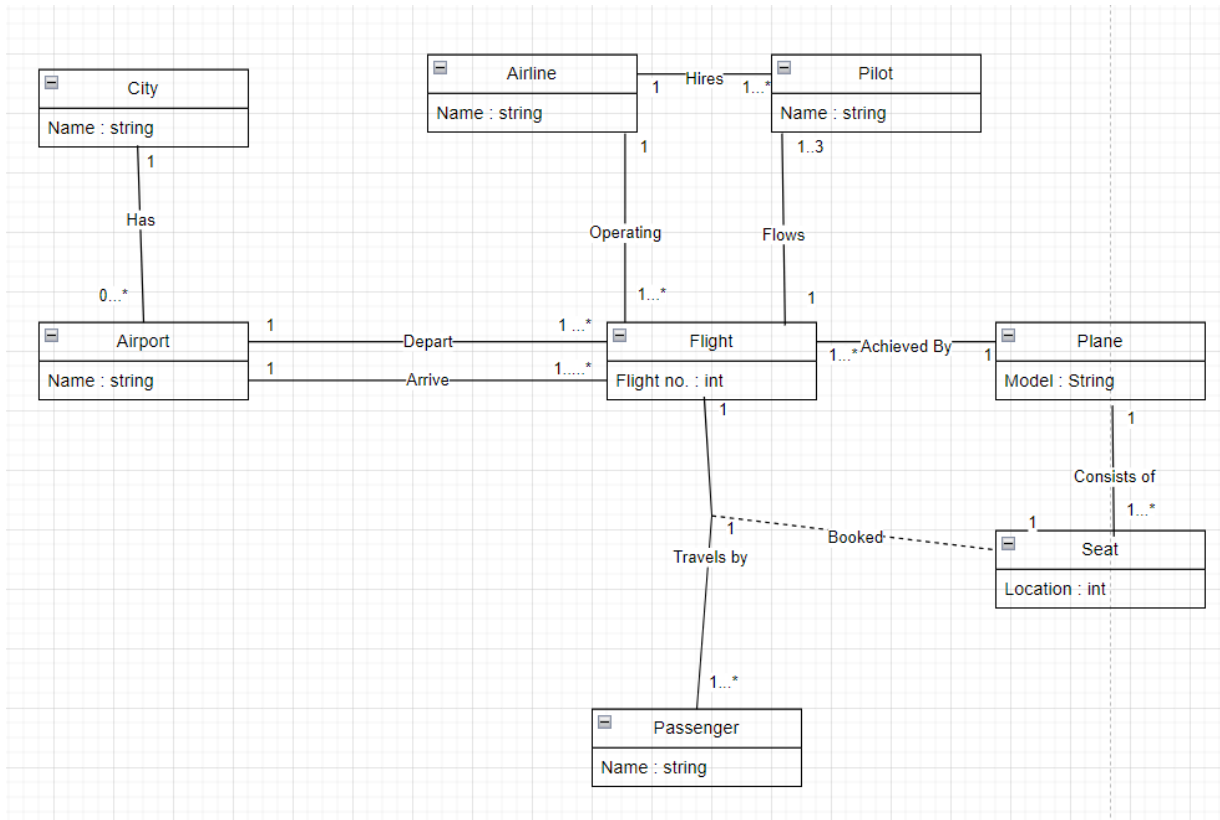 City
Name : string
Airline
Name : string
Pilot
Name : string
1
Hires
1...*
1
Has
0...*
1
Operating
1...*
1..3
Flows
1
Airport
Name : string
1
Depart
1 ...*
1
Arrive
1.....*
Flight
Flight no. : int
1...*
Achieved By
1
Plane
Model : String
1
Consists of
1...*
1
Travels by
1...*
1
Booked
1
Seat
Location : int
Passenger
Name : string